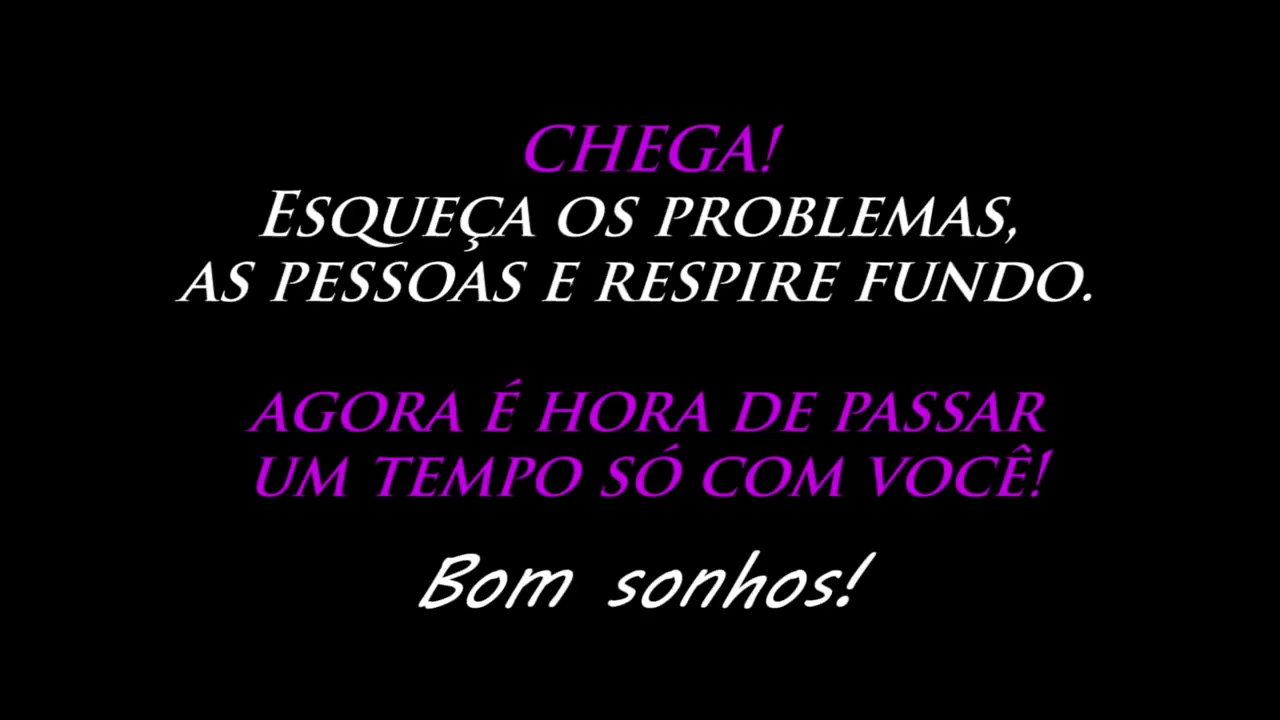 CHEGA!
ESQUEÇA OS PROBLEMAS,
AS PESSOAS E RESPIRE FUNDO.
AGORA É HORA DE PASSAR
UM TEMPO SÓ COM VOCÊ!
Bom sonhos!